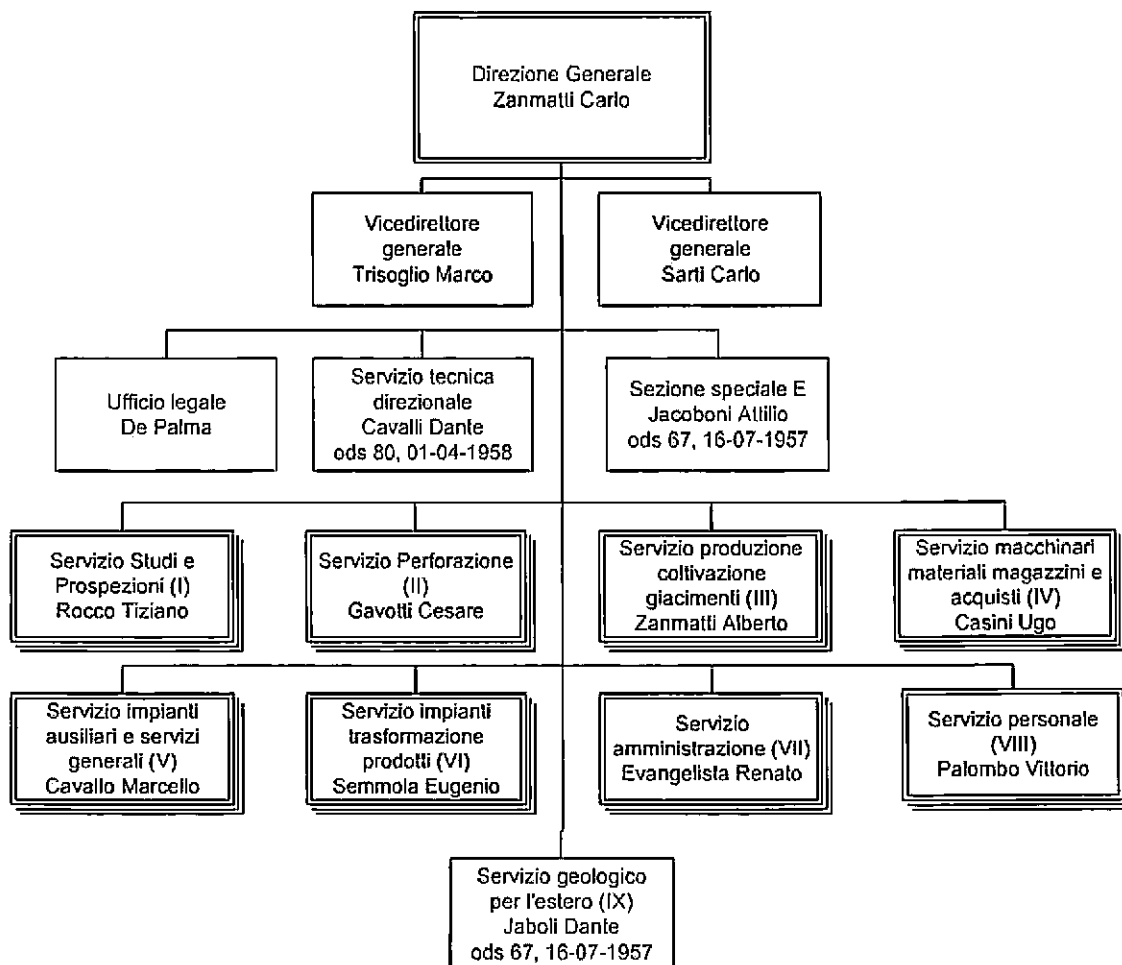 Direzione Generale
Zanmatti Carlo
Vicedirettore
generale
Trisoglio Marco
Vicedirettore
generale
Sarti Carlo
Ufficio legale
De Palma
Servizio tecnica
direzionale
Cavalli Dante
ods 80, 01-04-1958
Sezione speciale E
Jacoboni Attilio
ods 67, 16-07-1957
Servizio Studi e
Prospezioni (I)
Rocco Tiziano
Servizio Perforazione
(II)
Gavotti Cesare
Servizio produzione
coltivazione
giacimenti (III)
Zanmatti Alberto
Servizio macchinari
materiali magazzini e
acquisti (IV)
Casini Ugo
Servizio impianti
ausiliari e servizi
generali (V)
Cavallo Marcello
Servizio impianti
trasformazione
prodotti (VI)
Semmola Eugenio
Servizio
amministrazione (VII)
Evangelista Renato
Servizio personale
(VIII)
Palombo Vittorio
Servizio geologico
per l'estero (IX)
Jaboli Dante
ods 67, 16-07-1957